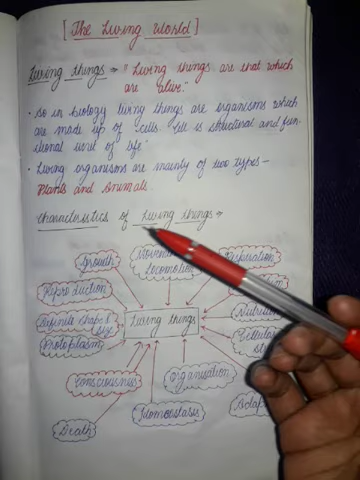 [ The Living World ]
Living things → "Living things are that which
are alive."
• So in biology living things are organisms which
are made up of cells. Cell is structural and fun-
ctional unit of life"
• Living organisms are mainly of two types -
Plants and Animals.
Characteristics of Living things →
Growth
Locomotion
Reproduction
Definite shape & size
Protoplasm
Living things
Nutrition
Cellular
Consciousness
Organisation
Death
Homeostasis
Adap